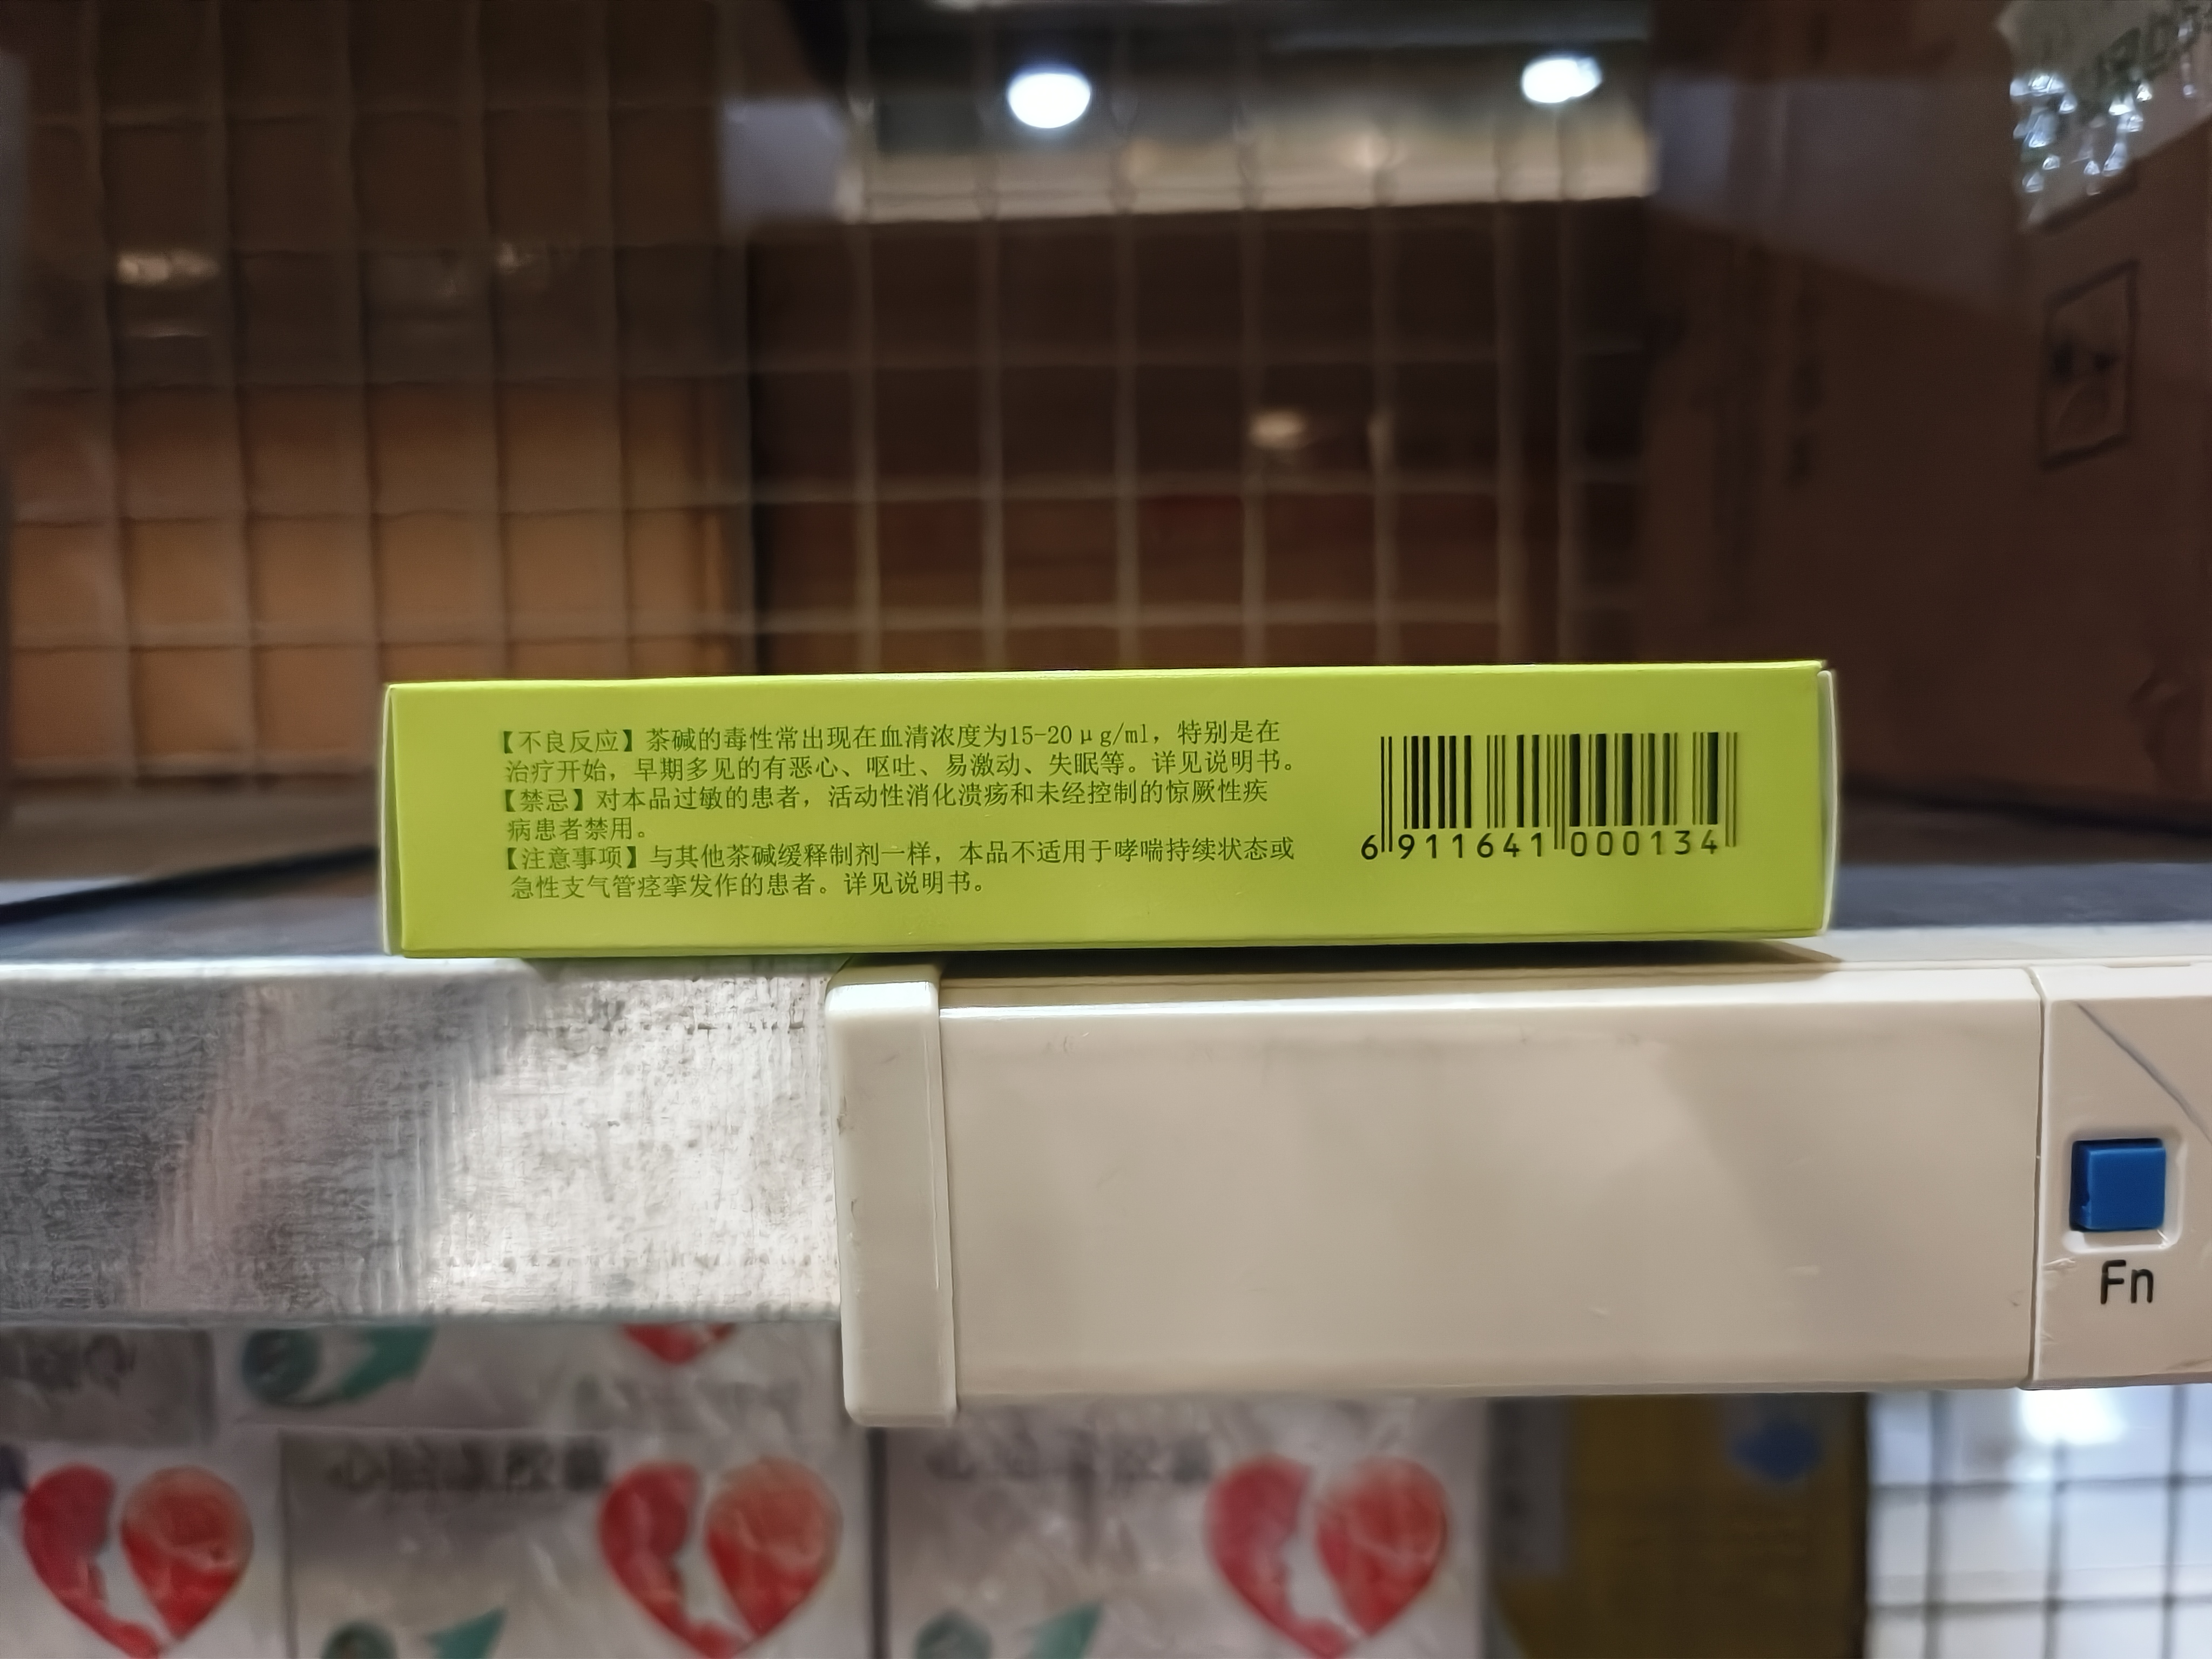 【不良反应】茶碱的毒性常出现在血清浓度为15-20μg/ml，特别是在
治疗开始，早期多见的有恶心、呕吐、易激动、失眠等。详见说明书。
【禁忌】对本品过敏的患者，活动性消化溃疡和未经控制的惊厥性疾
病患者禁用。
【注意事项】与其他茶碱缓释制剂一样，本品不适用于哮喘持续状态或
急性支气管痉挛发作的患者。详见说明书。
6 911641 000134
Fn